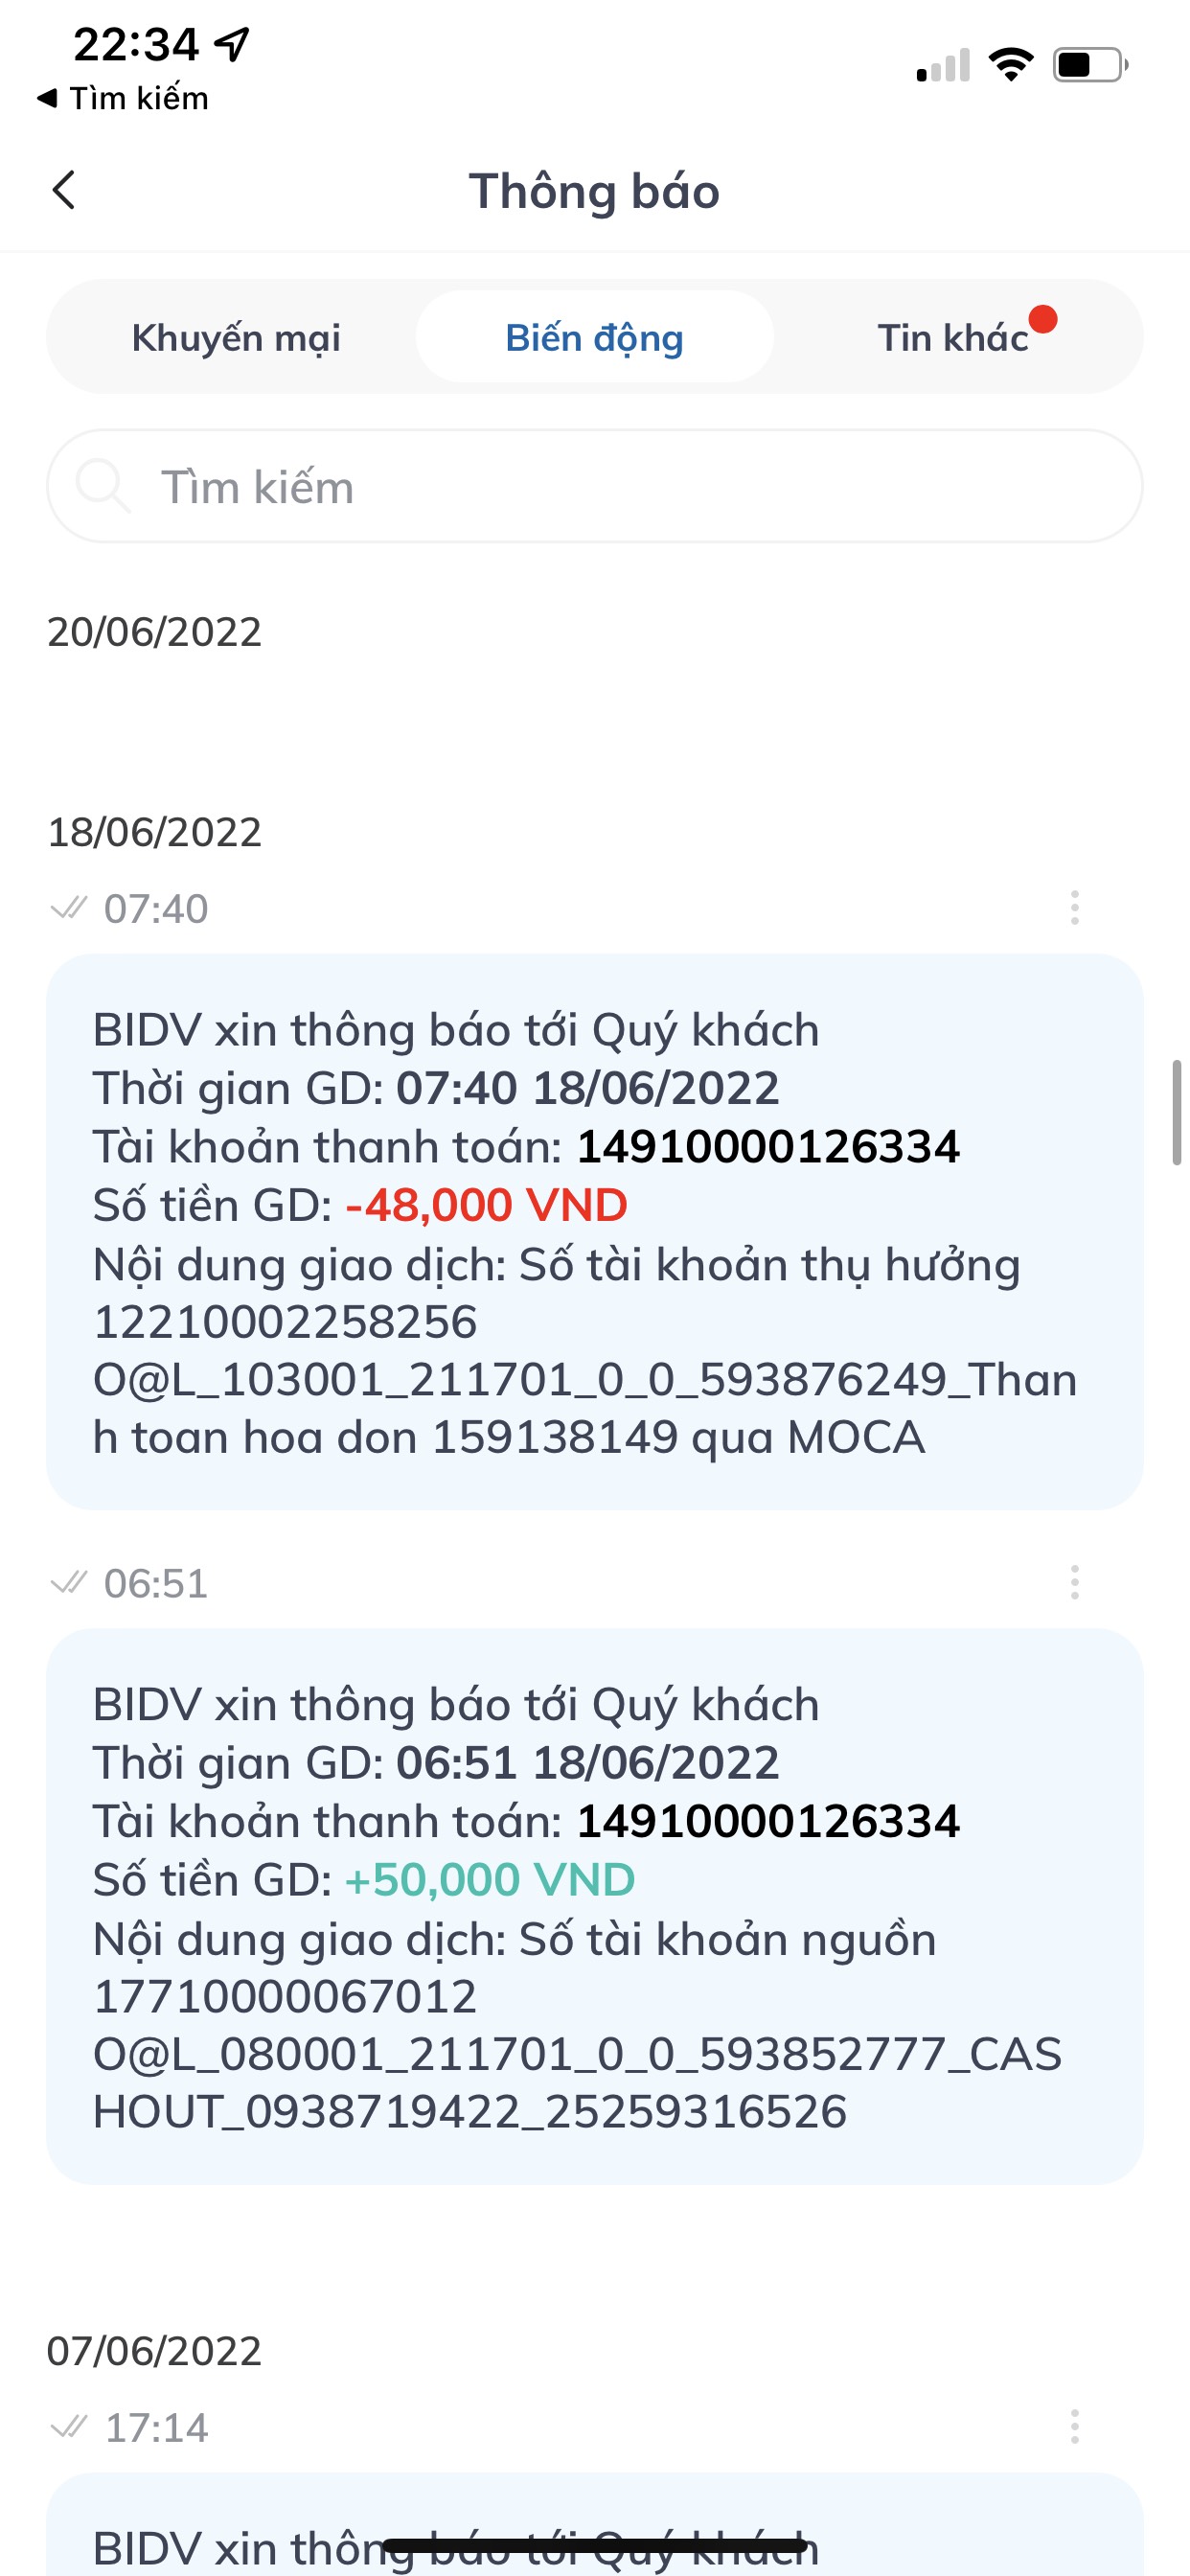 22:34
Tìm kiếm
Thông báo
Khuyến mại
Biến động
Tin khác
Tìm kiếm
20/06/2022
18/06/2022
07:40
BIDV xin thông báo tới Quý khách
Thời gian GD: 07:40 18/06/2022
Tài khoản thanh toán: 14910000126334
Số tiền GD: -48,000 VND
Nội dung giao dịch: Số tài khoản thụ hưởng
12210002258256
O@L_103001_211701_0_0_593876249_Than
h toan hoa don 159138149 qua MOCA
06:51
BIDV xin thông báo tới Quý khách
Thời gian GD: 06:51 18/06/2022
Tài khoản thanh toán: 14910000126334
Số tiền GD: +50,000 VND
Nội dung giao dịch: Số tài khoản nguồn
17710000067012
O@L_080001_211701_0_0_593852777_CAS
HOUT_0938719422_25259316526
07/06/2022
17:14
BIDV xin thông báo tới Quý khách